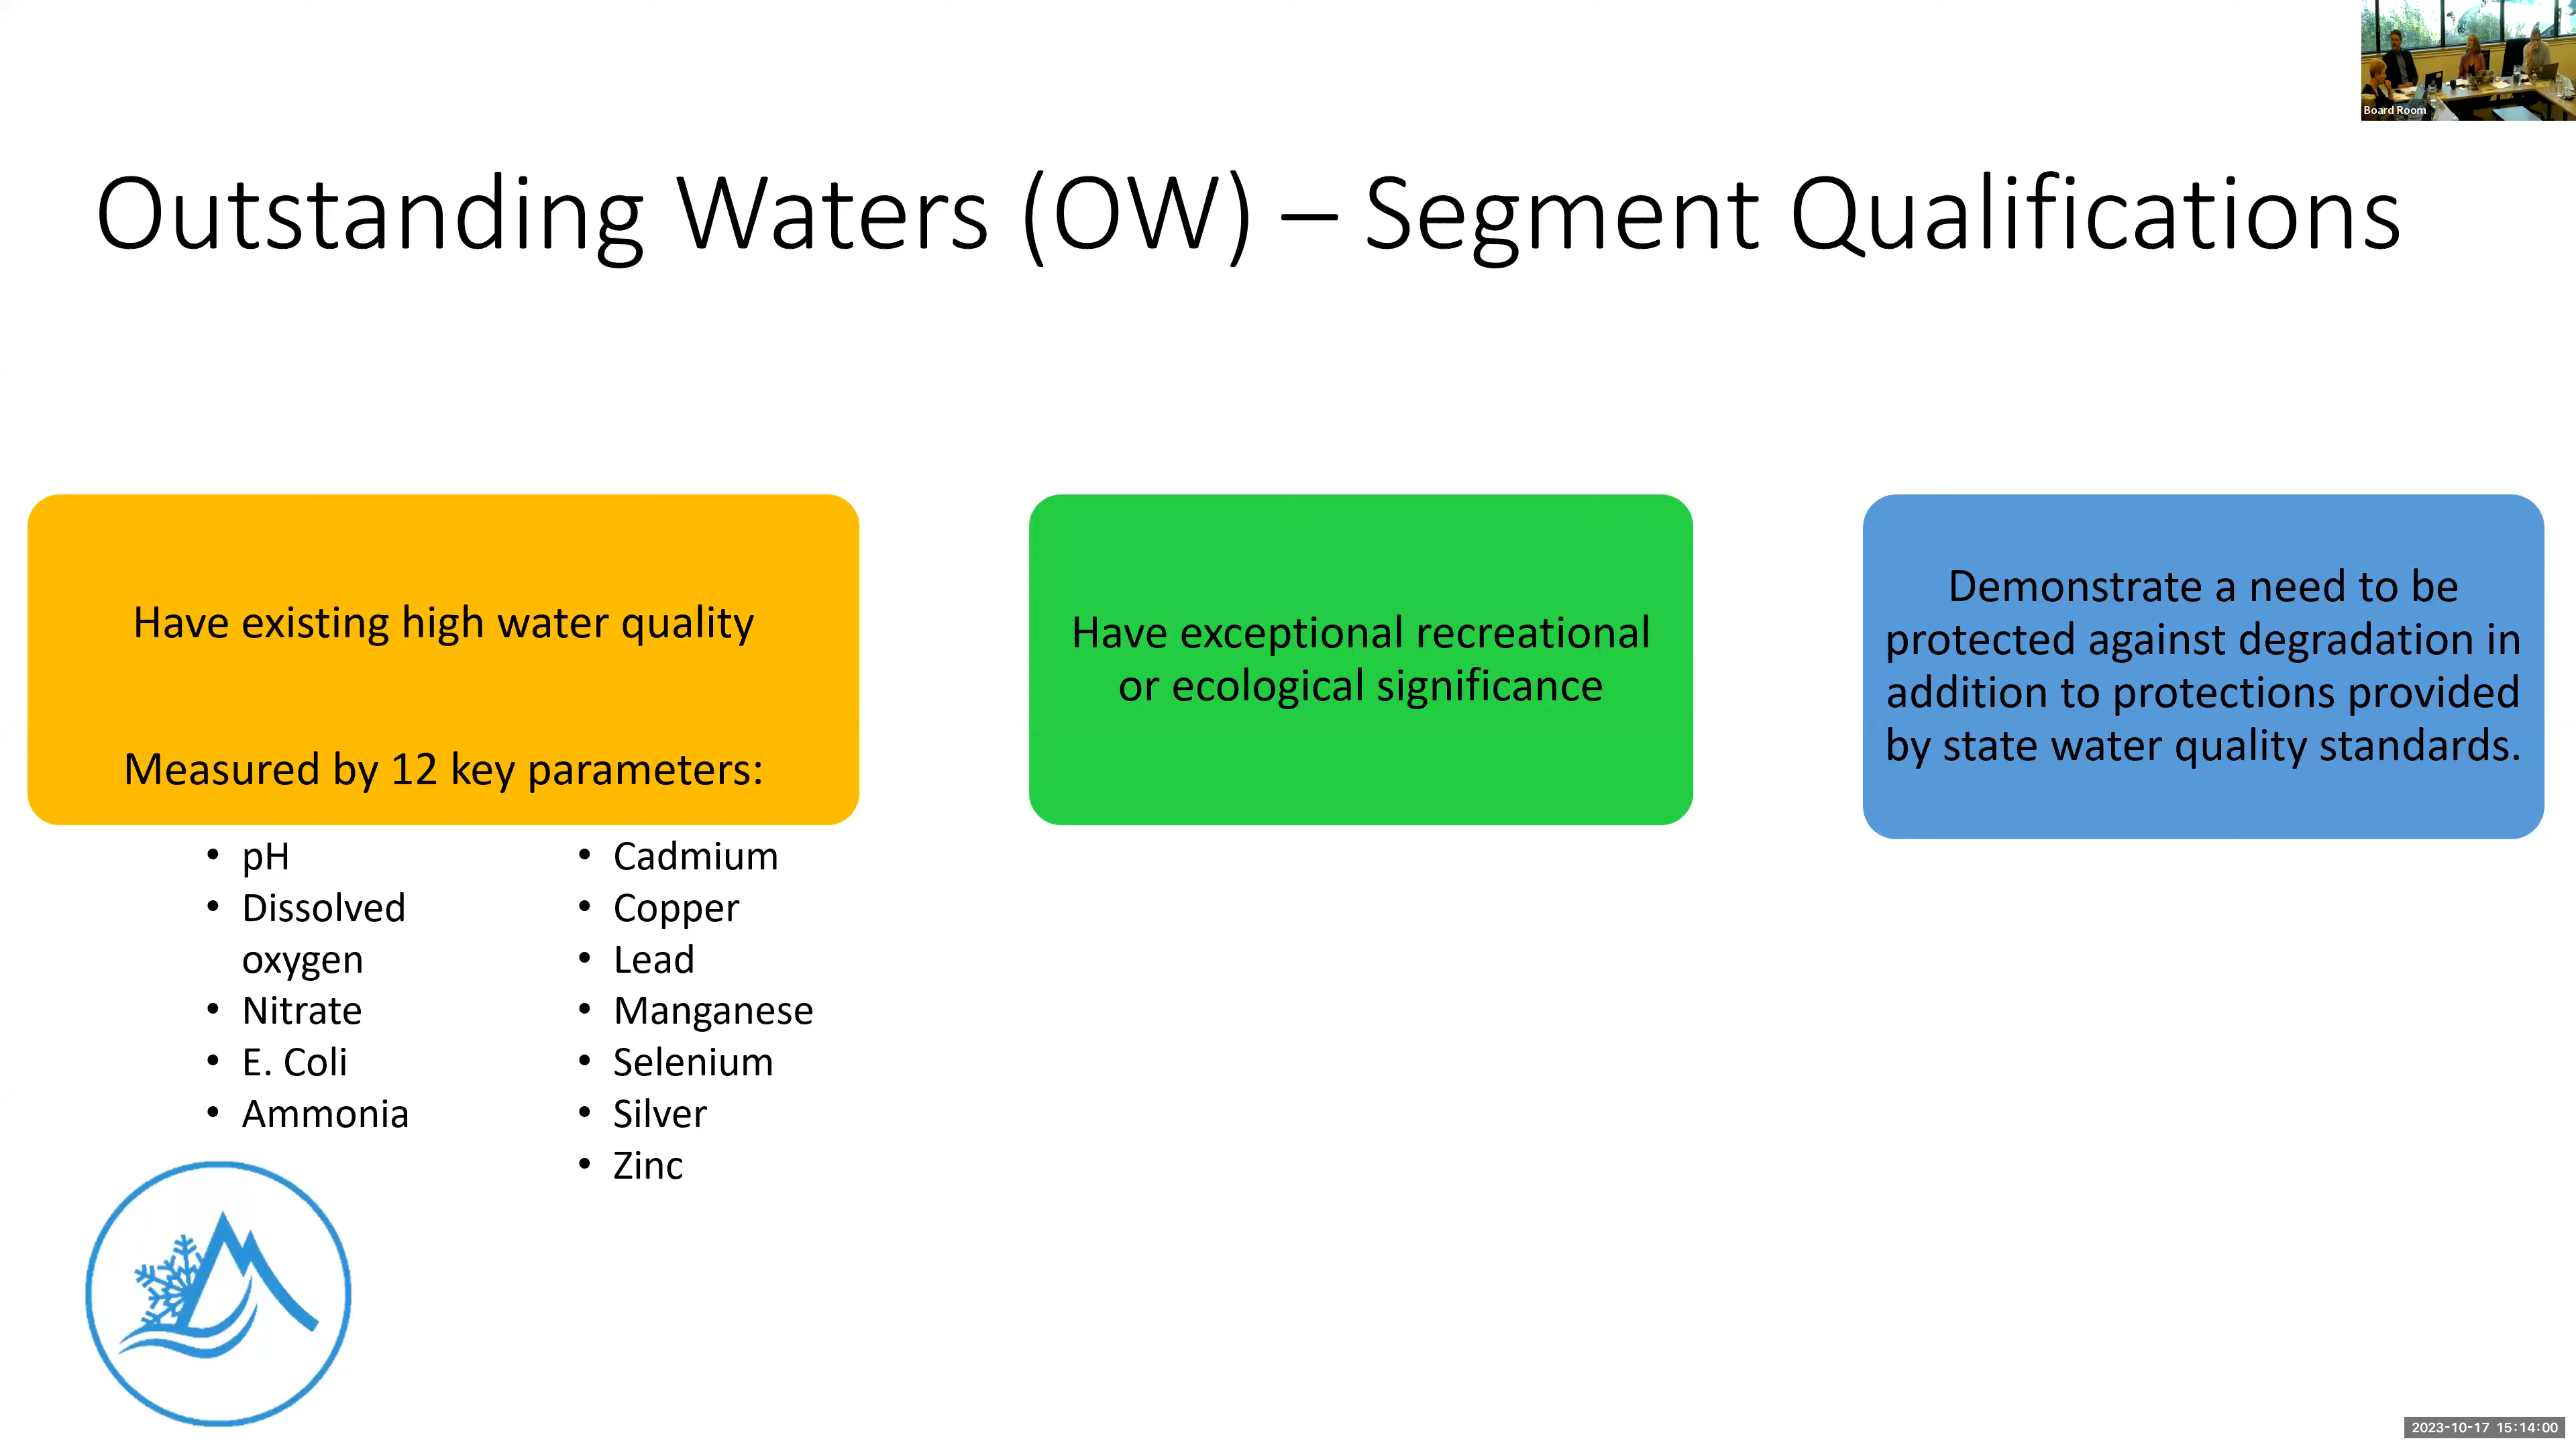 Board Room
Outstanding Waters (OW) – Segment Qualifications
Have existing high water quality
Measured by 12 key parameters:
• pH
• Dissolved
oxygen
• Nitrate
• E. Coli
• Ammonia
• Cadmium
• Copper
• Lead
• Manganese
• Selenium
• Silver
• Zinc
Have exceptional recreational
or ecological significance
Demonstrate a need to be
protected against degradation in
addition to protections provided
by state water quality standards.
2023-10-17 15:14:00